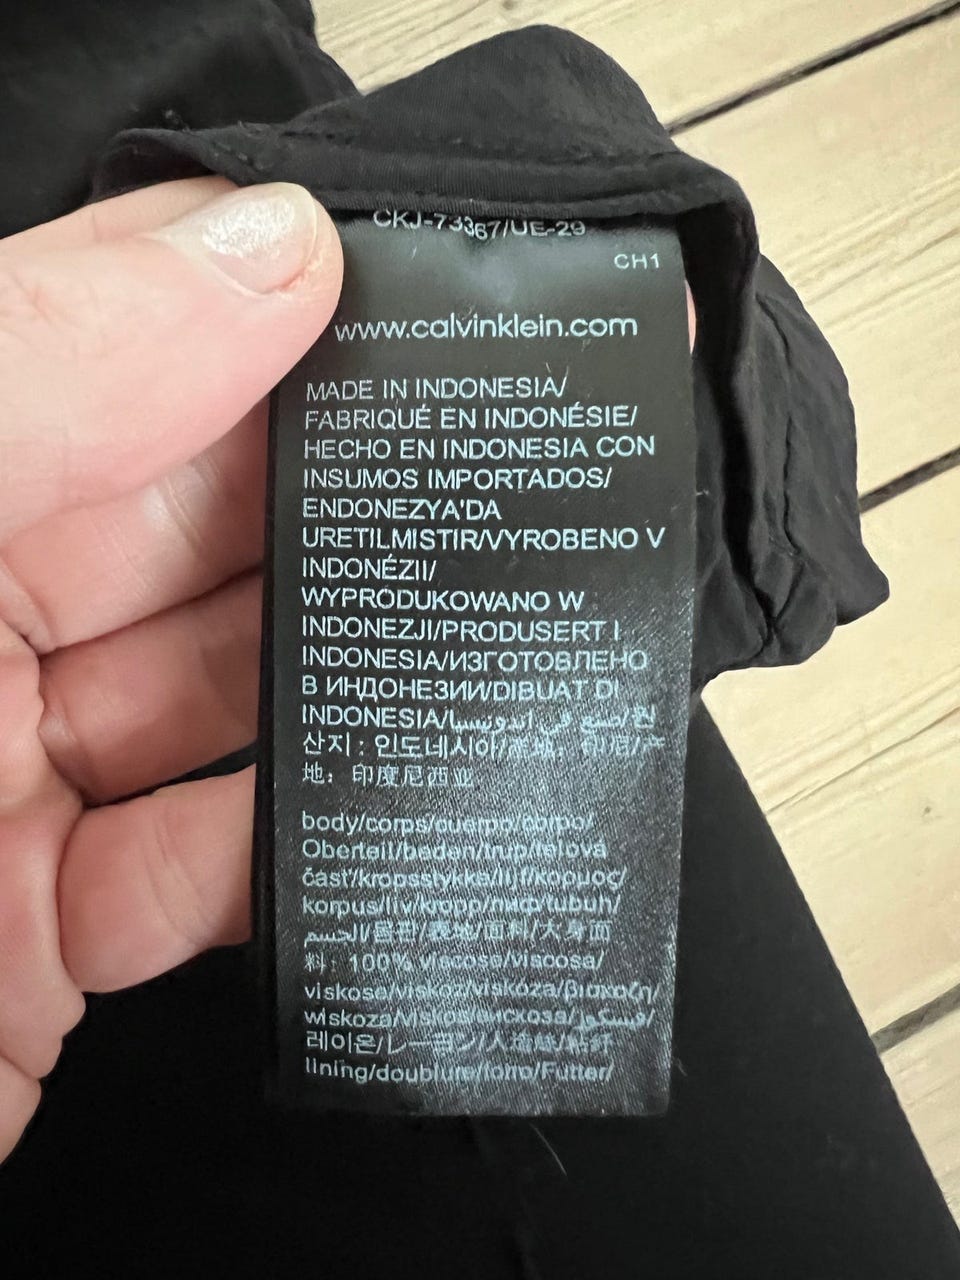 CKJ-73367/UE-29
CH1
www.calvinklein.com
MADE IN INDONESIA/
FABRIQUÉ EN INDONÉSIE/
HECHO EN INDONESIA CON
INSUMOS IMPORTADOS/
ENDONEZYA'DA
URETILMISTIR/VYROBENO V
INDONÉZII/
WYPRODUKOWANO W
INDONEZJI/PRODUSERT I
INDONESIA/ИЗГОТОВЛЕНО
В ИНДОНЕЗИИ/DIBUAT DI
INDONESIA/صنع في اندونيسيا/원
산지: 인도네시아/産地: 印尼/产
地: 印度尼西亚
body/corps/cuerpo/corpo/
Oberteil/beden/trup/telová
časť/kropsstykke/lijf/κορμος/
korpus/liv/kropp/лиф/tubuh/
الجسم/몸판/表地/面料/大身面
料: 100% viscose/viscosa/
viskose/viskoz/viskóza/βισκοζη/
wiskoza/viskos/вискоза/فسكوز/
레이온/レーヨン/人造絲/粘纤
lining/doublure/forro/Futter/